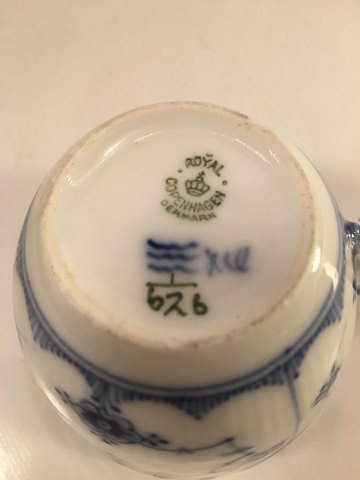 ROYAL
COPENHAGEN
DENMARK
1
626